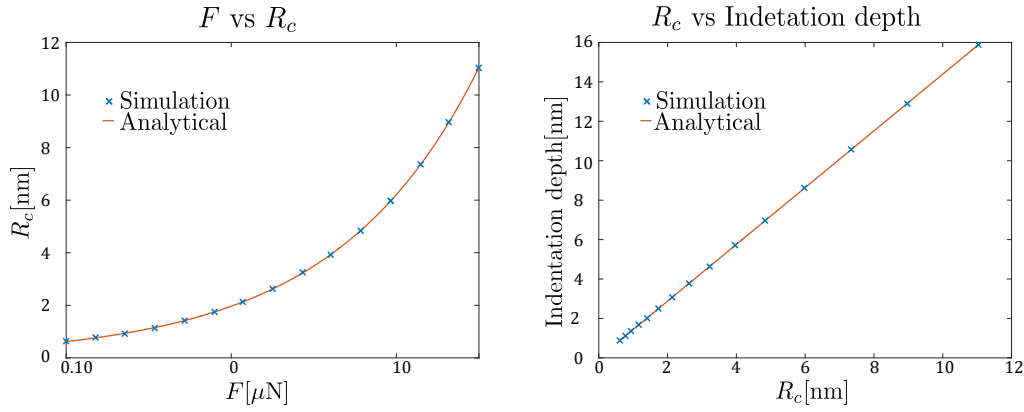 F vs R_c
12
10
8
6
4
2
0
R_c[nm]
× Simulation
— Analytical
0.10
0
10
F[μN]
R_c vs Indetation depth
16
14
12
10
8
6
4
2
0
Indentation depth[nm]
× Simulation
— Analytical
0
2
4
6
8
10
12
R_c[nm]